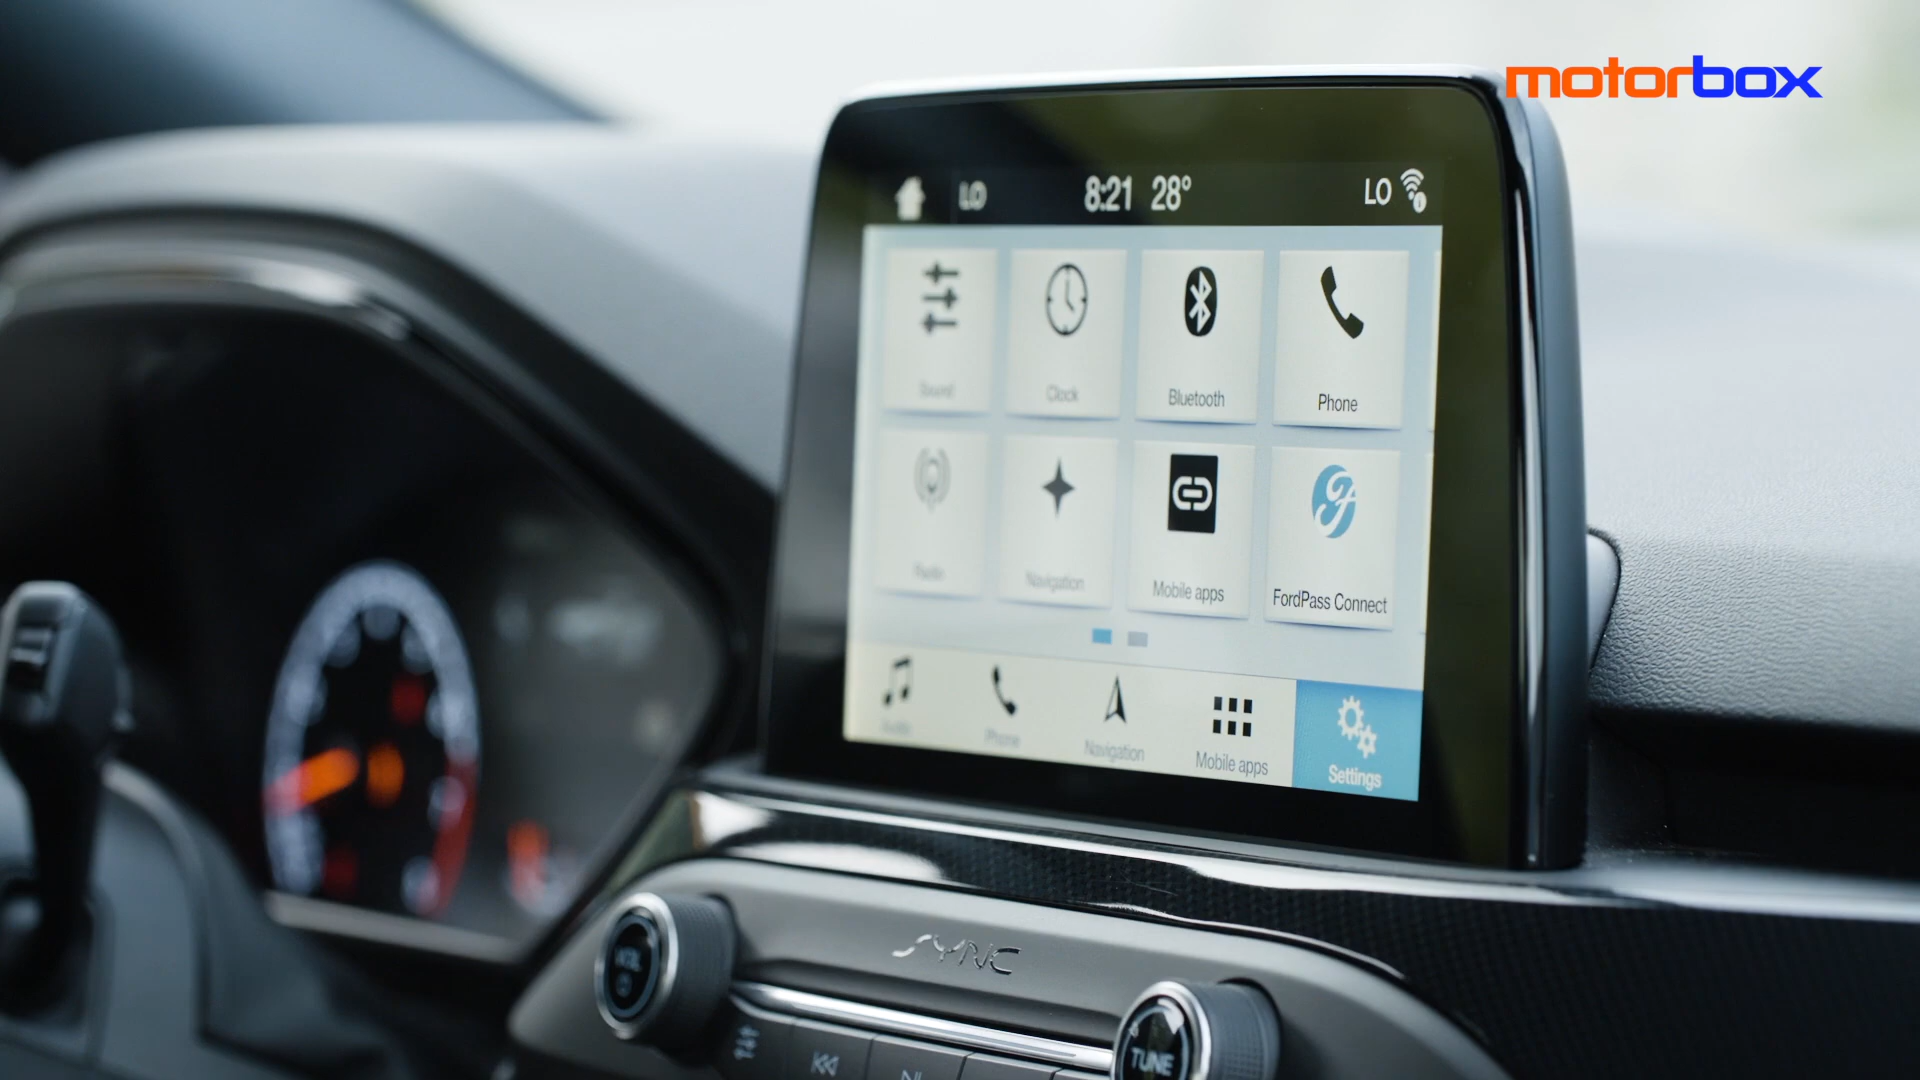 motorbox
LO 8:21 28° LO
Sound Clock Bluetooth Phone
Radio Navigation Mobile apps FordPass Connect
Audio Phone Navigation Mobile apps Settings
SYNC
VOL
TUNE